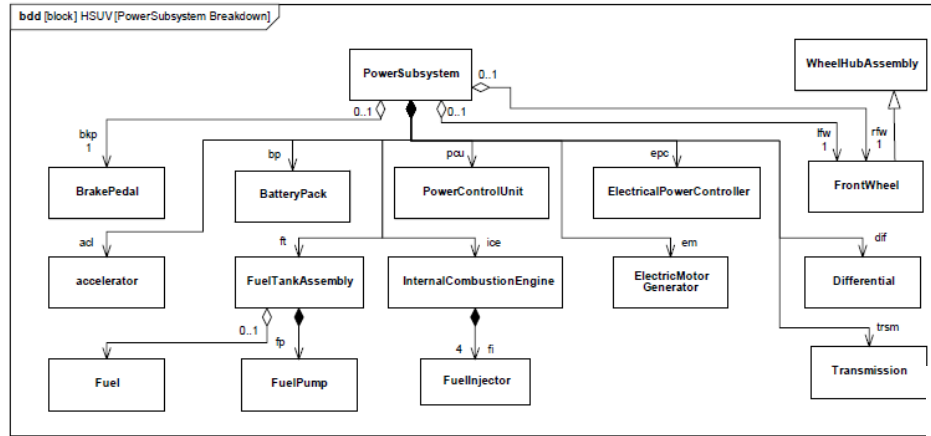 bdd [block] HSUV [PowerSubsystem Breakdown]
PowerSubsystem
0..1
WheelHubAssembly
0..1
0..1
bkp
1
bp
pcu
epc
lfw
1
rfw
1
BrakePedal
BatteryPack
PowerControlUnit
ElectricalPowerController
FrontWheel
acl
ft
ice
em
dif
accelerator
FuelTankAssembly
InternalCombustionEngine
ElectricMotor
Generator
Differential
0..1
fp
4
fi
trsm
Fuel
FuelPump
FuelInjector
Transmission